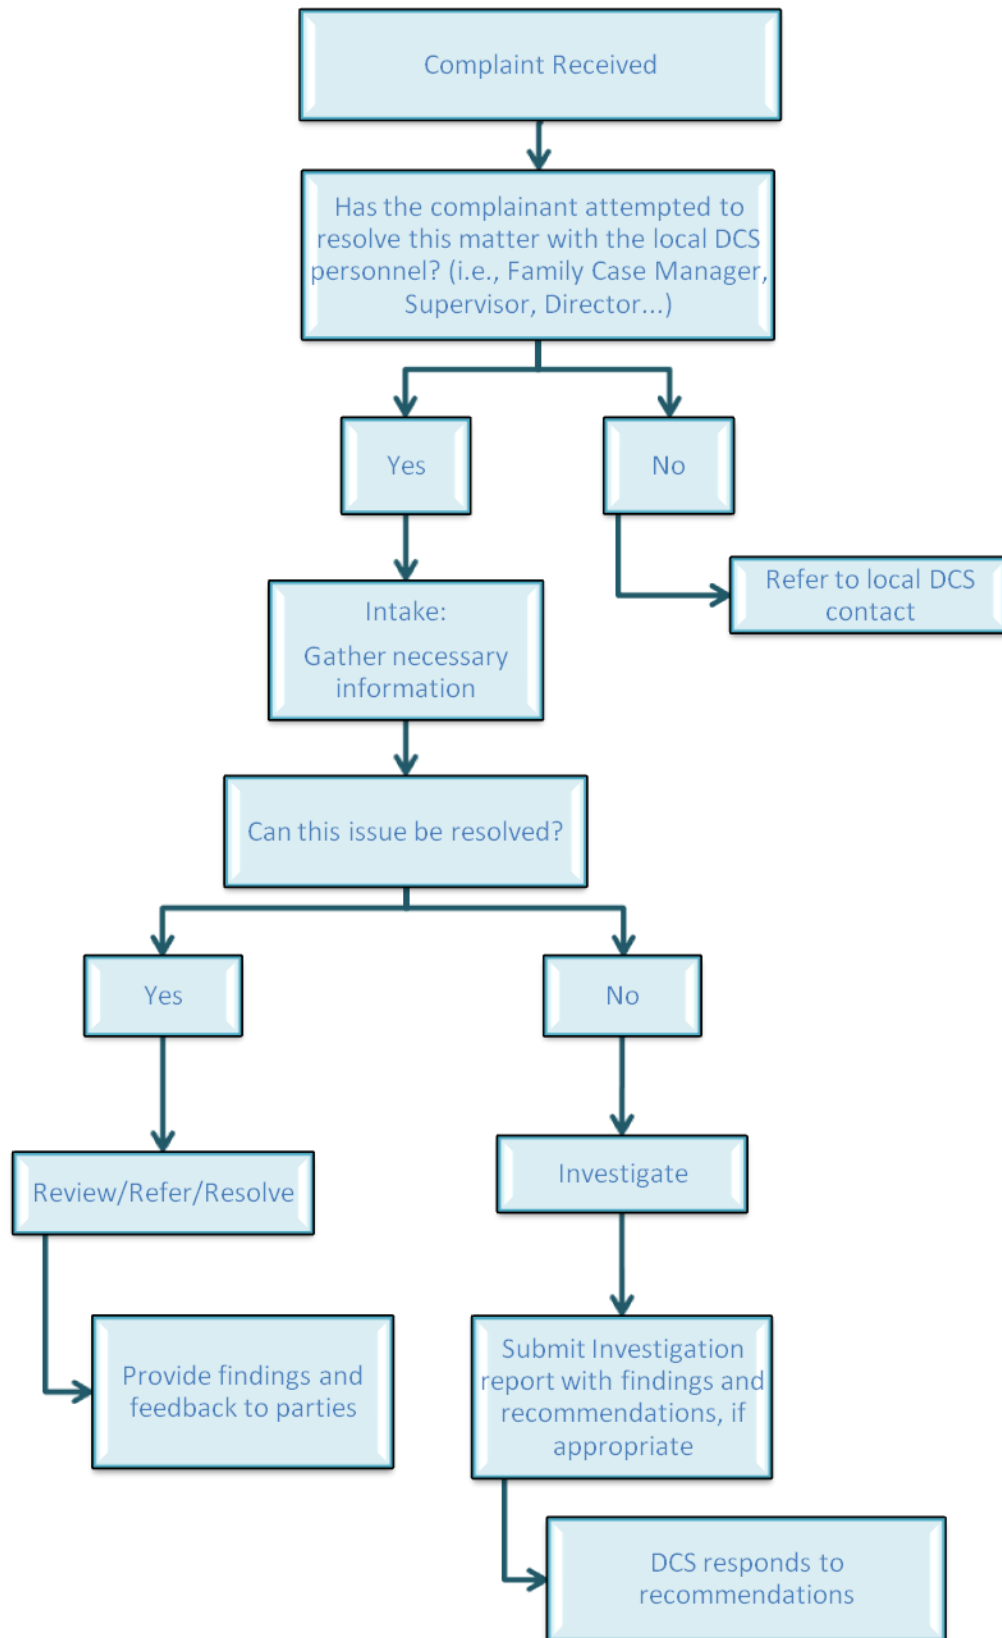 Complaint Received
Has the complainant attempted to
resolve this matter with the local DCS
personnel? (i.e., Family Case Manager,
Supervisor, Director...)
Yes
No
Refer to local DCS
contact
Intake:
Gather necessary
information
Can this issue be resolved?
Yes
No
Review/Refer/Resolve
Investigate
Provide findings and
feedback to parties
Submit Investigation
report with findings and
recommendations, if
appropriate
DCS responds to
recommendations